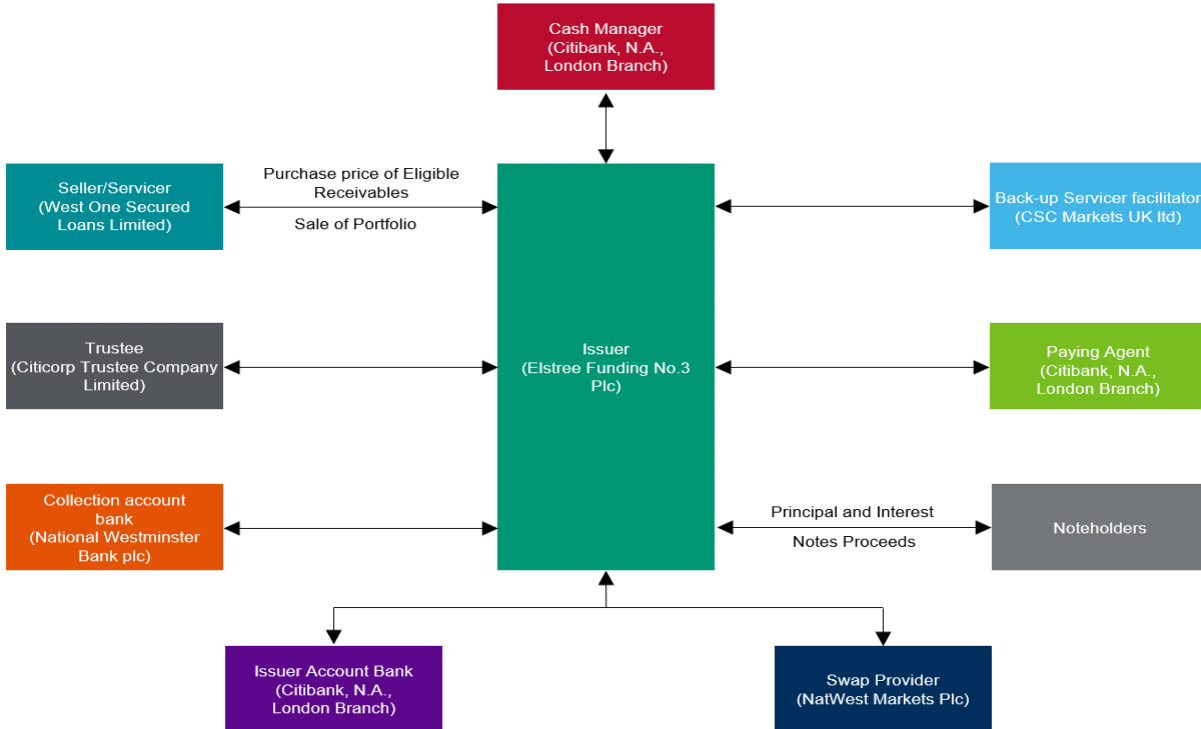 Cash Manager
(Citibank, N.A.,
London Branch)
Seller/Servicer
(West One Secured
Loans Limited)
Purchase price of Eligible
Receivables
Sale of Portfolio
Back-up Servicer facilitator
(CSC Markets UK ltd)
Trustee
(Citicorp Trustee Company
Limited)
Issuer
(Elstree Funding No.3
Plc)
Paying Agent
(Citibank, N.A.,
London Branch)
Collection account
bank
(National Westminster
Bank plc)
Principal and Interest
Notes Proceeds
Noteholders
Issuer Account Bank
(Citibank, N.A.,
London Branch)
Swap Provider
(NatWest Markets Plc)